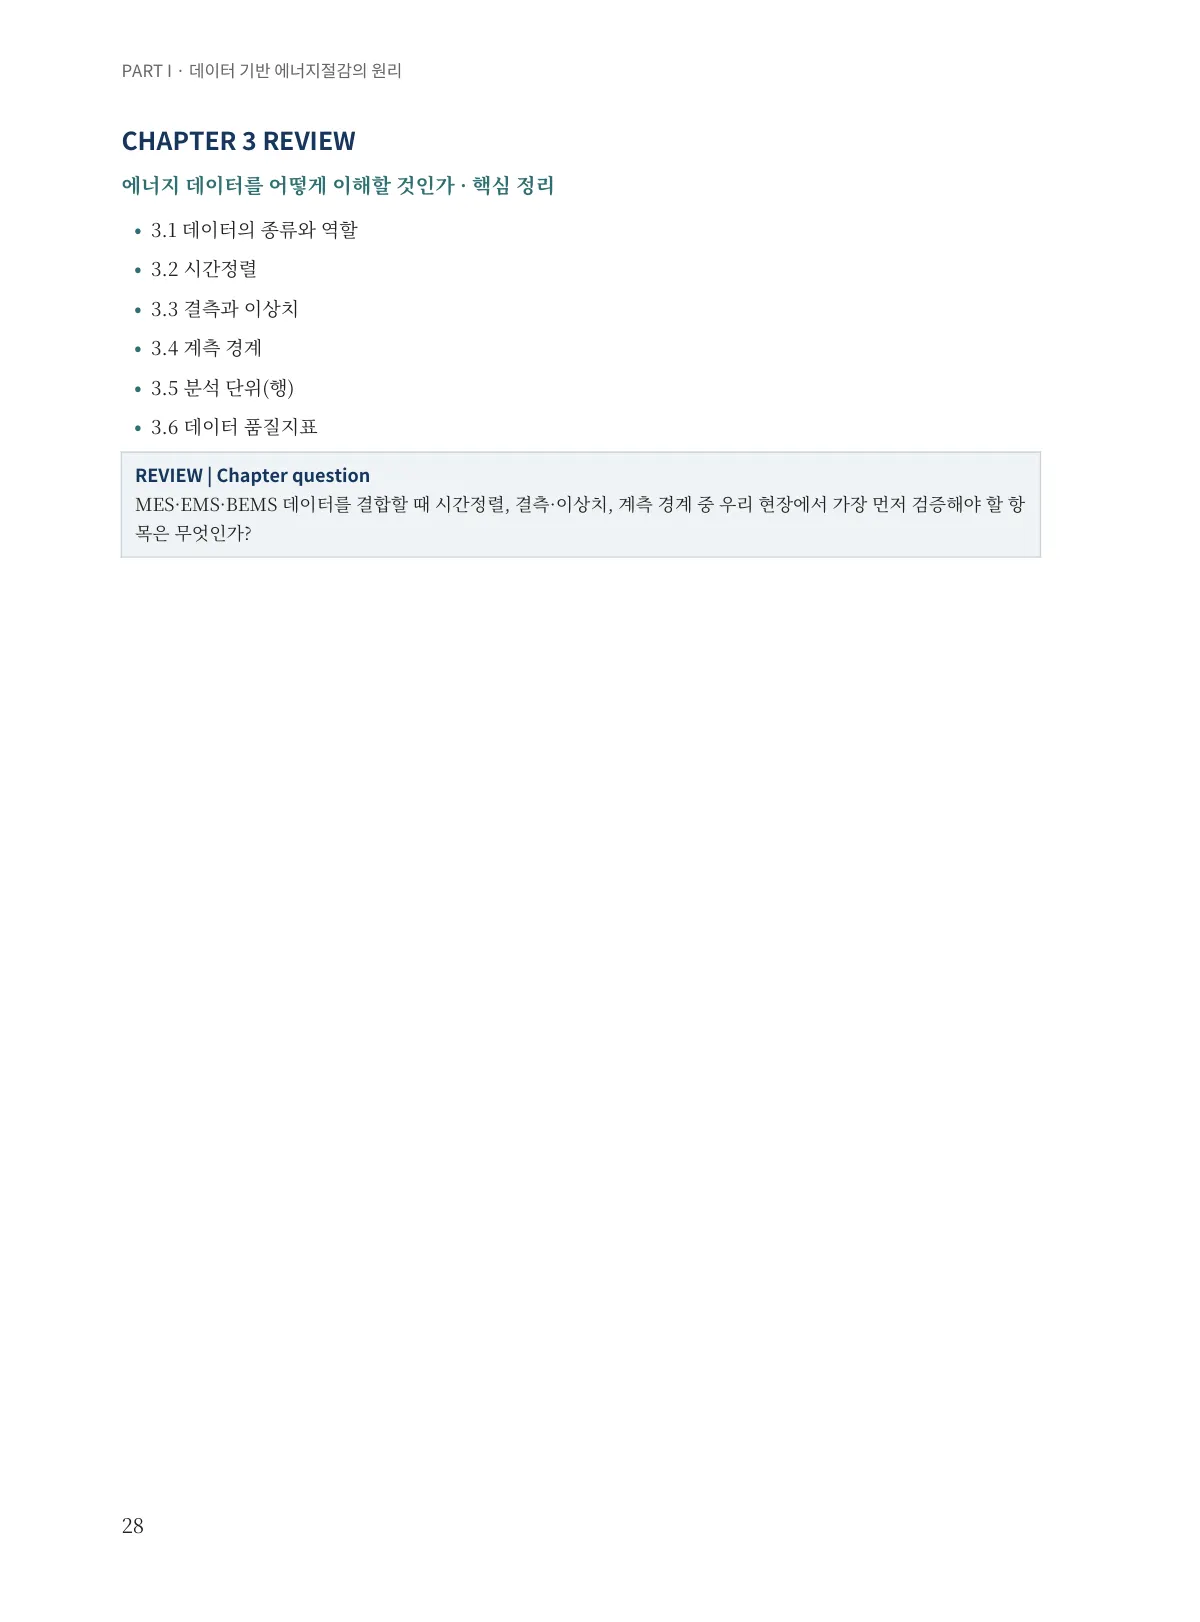 PART I · 데이터 기반 에너지절감의 원리
CHAPTER 3 REVIEW
에너지 데이터를 어떻게 이해할 것인가 · 핵심 정리
• 3.1 데이터의 종류와 역할
• 3.2 시간정렬
• 3.3 결측과 이상치
• 3.4 계측 경계
• 3.5 분석 단위(행)
• 3.6 데이터 품질지표
REVIEW | Chapter question
MES·EMS·BEMS 데이터를 결합할 때 시간정렬, 결측·이상치, 계측 경계 중 우리 현장에서 가장 먼저 검증해야 할 항
목은 무엇인가?
28